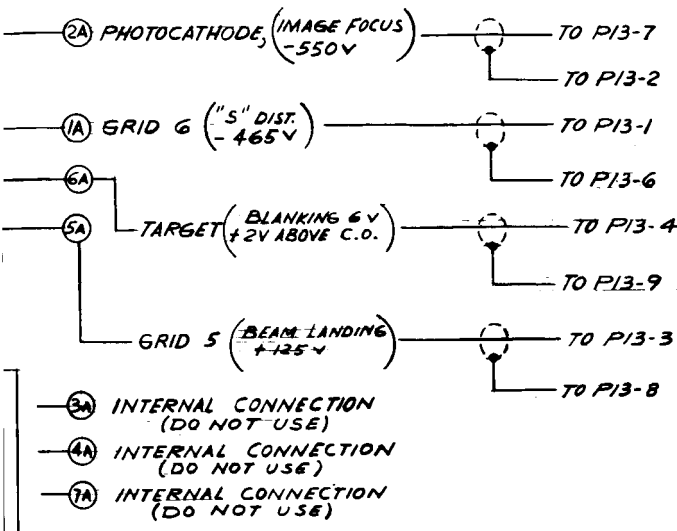 2A PHOTOCATHODE, (IMAGE FOCUS -550V) TO P13-7
TO P13-2
1A GRID 6 ("S" DIST. - 465V) TO P13-1
TO P13-6
6A
5A TARGET (BLANKING 6V +2V ABOVE C.O.) TO P13-4
TO P13-9
GRID 5 (BEAM LANDING +125V) TO P13-3
TO P13-8
3A INTERNAL CONNECTION
(DO NOT USE)
4A INTERNAL CONNECTION
(DO NOT USE)
7A INTERNAL CONNECTION
(DO NOT USE)